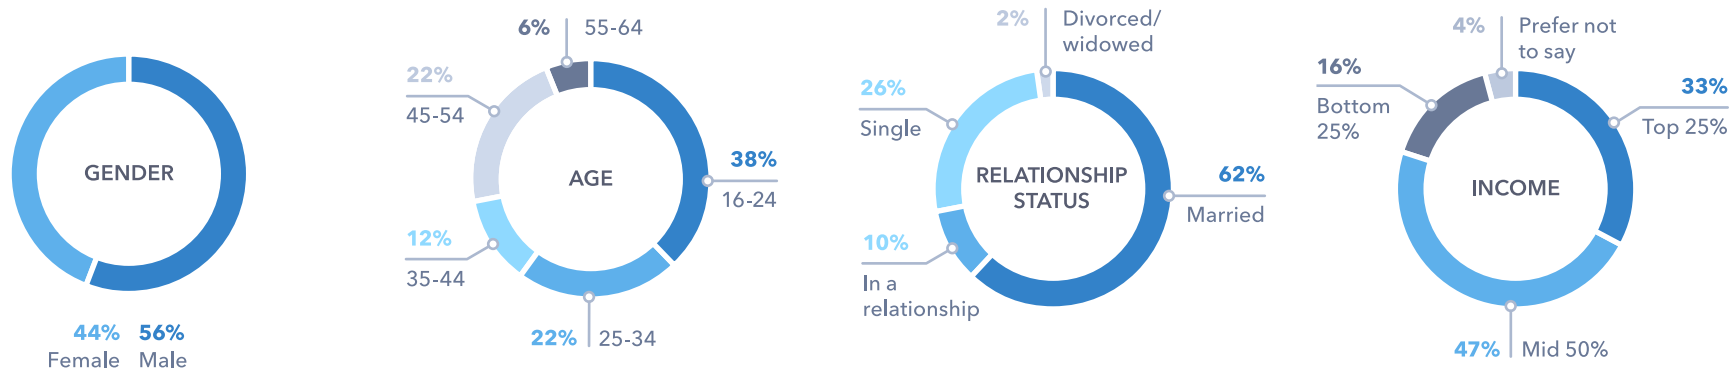 GENDER
44% 56%
Female Male
6% 55-64
22%
45-54
AGE
38%
16-24
12%
35-44
22% 25-34
2% Divorced/
widowed
26%
Single
RELATIONSHIP
STATUS
62%
Married
10%
In a
relationship
4% Prefer not
to say
16%
Bottom
25%
33%
Top 25%
INCOME
47% Mid 50%